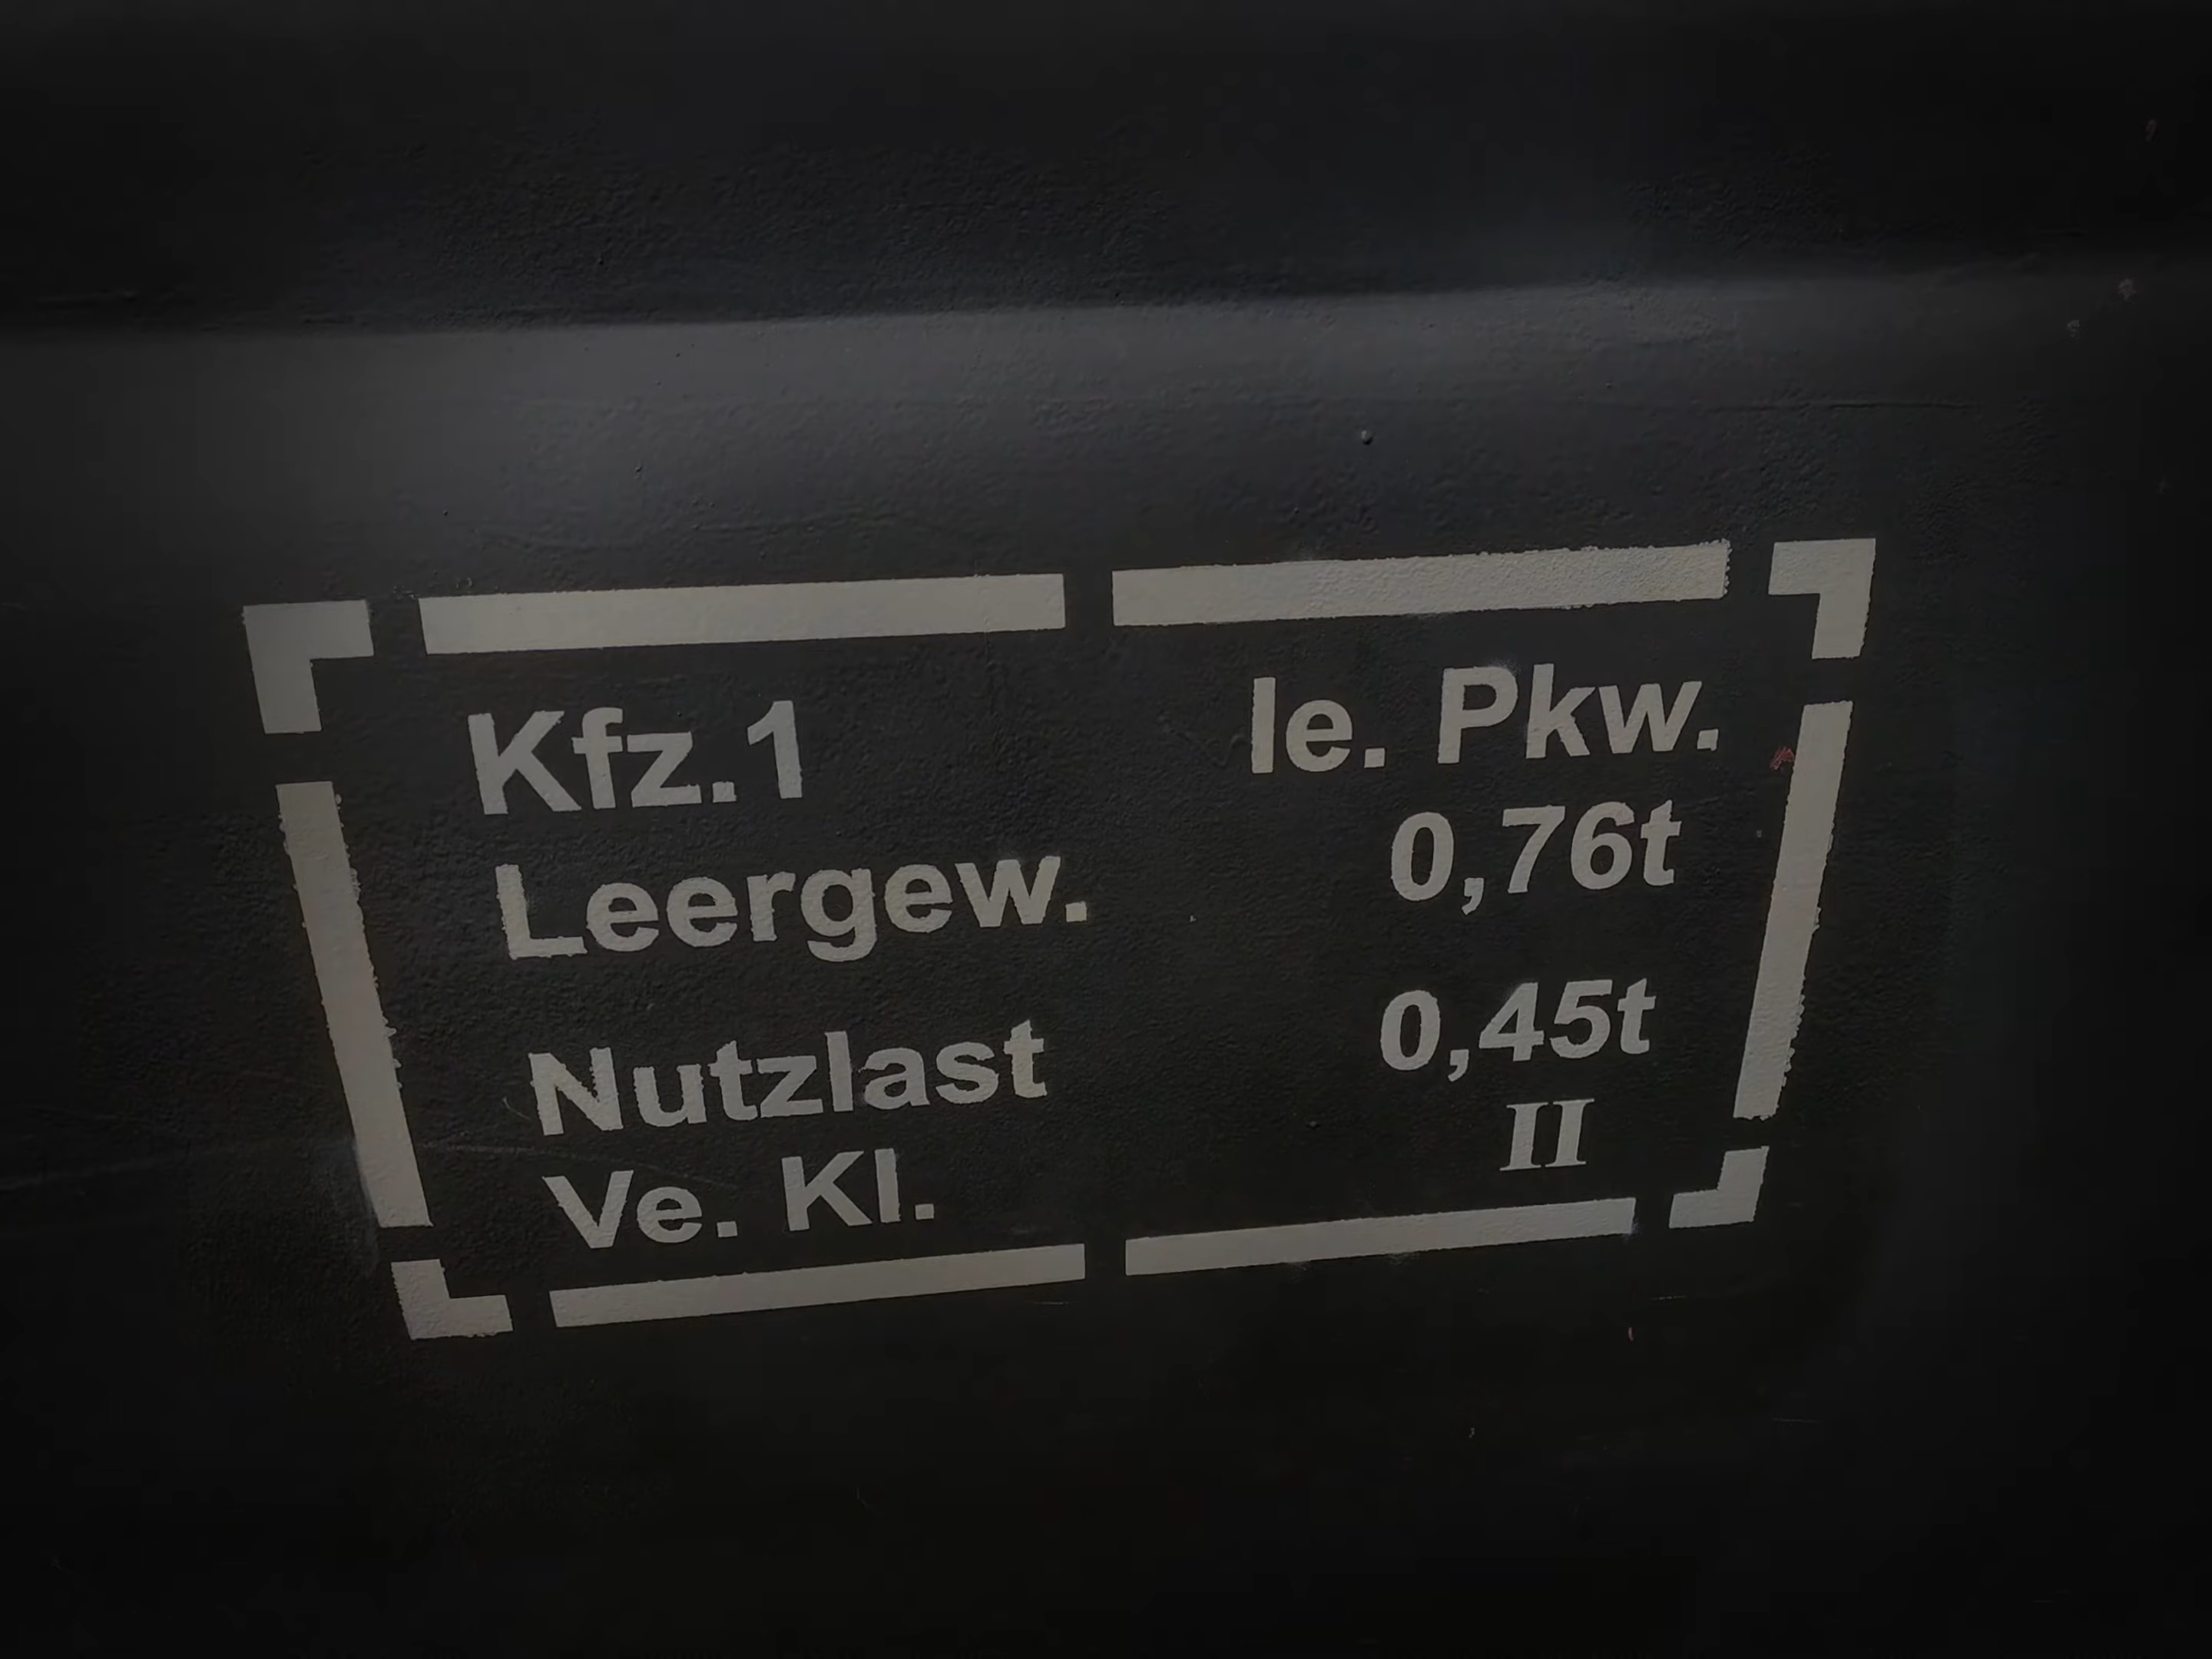 Kfz.1 le. Pkw.
Leergew. 0,76t
Nutzlast 0,45t
Ve. Kl. II